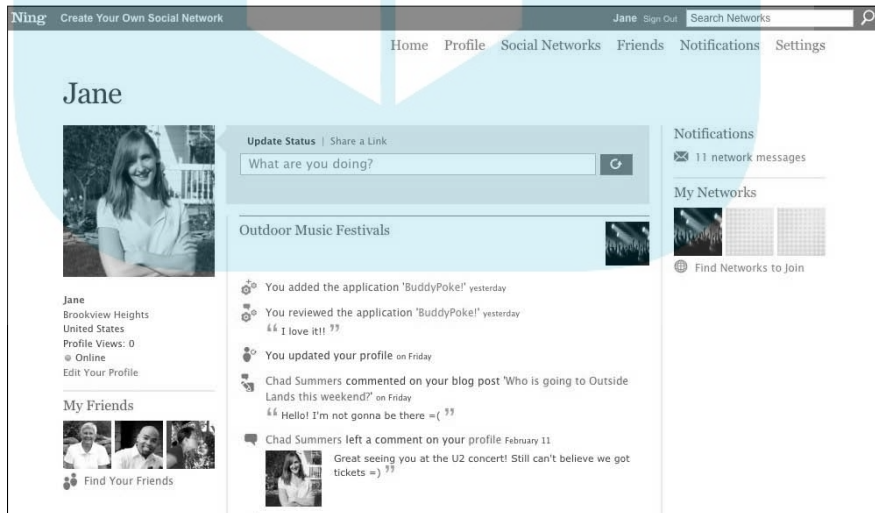 Ning Create Your Own Social Network
Jane Sign Out Search Networks
Home Profile Social Networks Friends Notifications Settings
Jane
Update Status | Share a Link
What are you doing?
Outdoor Music Festivals
You added the application 'BuddyPoke!' yesterday
You reviewed the application 'BuddyPoke!' yesterday
“ I love it!! ”
You updated your profile on Friday
Chad Summers commented on your blog post 'Who is going to Outside
Lands this weekend?' on Friday
“ Hello! I'm not gonna be there =( ”
Chad Summers left a comment on your profile February 11
Great seeing you at the U2 concert! Still can't believe we got
tickets =) ”
Jane
Brookview Heights
United States
Profile Views: 0
Online
Edit Your Profile
My Friends
Find Your Friends
Notifications
11 network messages
My Networks
Find Networks to Join